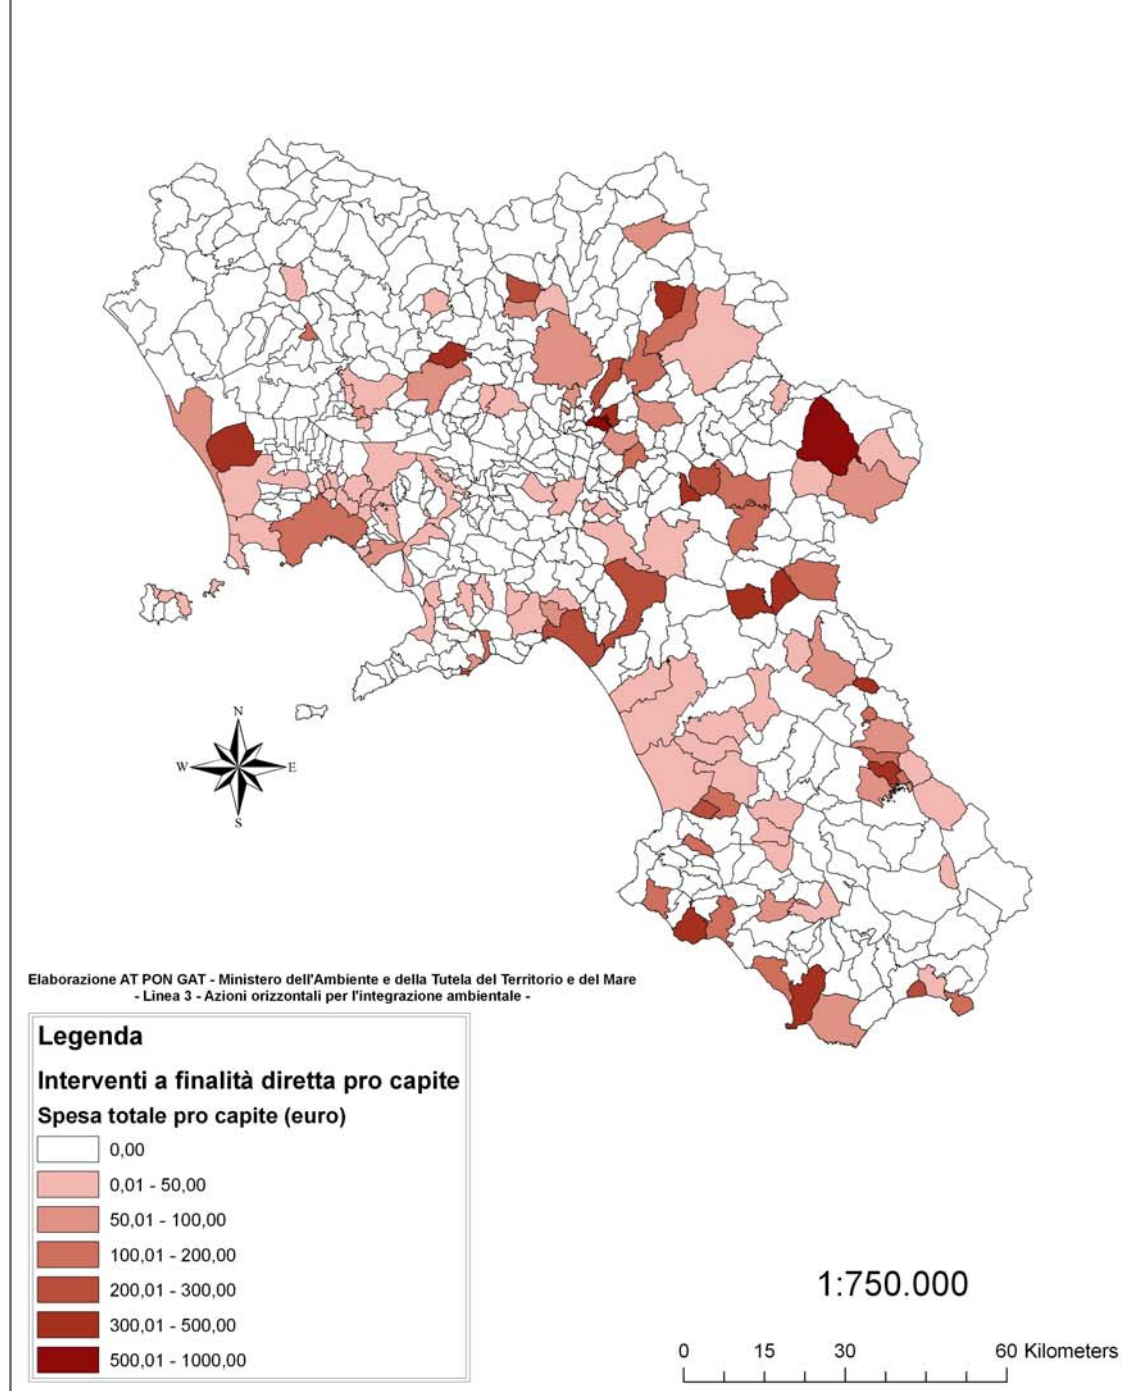 N
W E
S
Elaborazione AT PON GAT - Ministero dell'Ambiente e della Tutela del Territorio e del Mare
- Linea 3 - Azioni orizzontali per l'integrazione ambientale -
Legenda
Interventi a finalità diretta pro capite
Spesa totale pro capite (euro)
0,00
0,01 - 50,00
50,01 - 100,00
100,01 - 200,00
200,01 - 300,00
300,01 - 500,00
500,01 - 1000,00
1:750.000
0 15 30 60 Kilometers